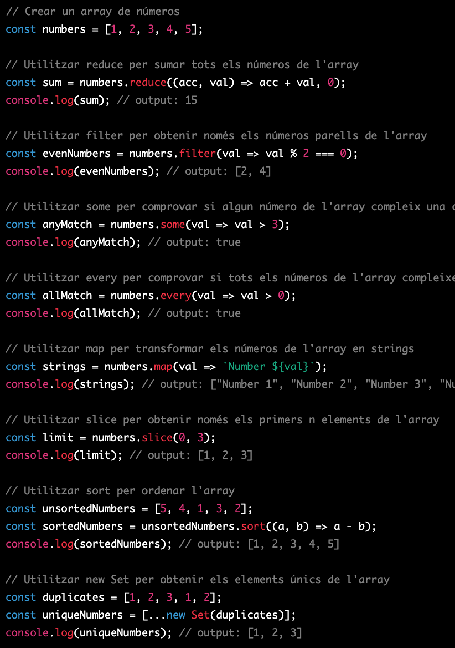 // Crear un array de números
const numbers = [1, 2, 3, 4, 5];
// Utilitzar reduce per sumar tots els números de l'array
const sum = numbers.reduce((acc, val) => acc + val, 0);
console.log(sum); // output: 15
// Utilitzar filter per obtenir només els números parells de l'array
const evenNumbers = numbers.filter(val => val % 2 === 0);
console.log(evenNumbers); // output: [2, 4]
// Utilitzar some per comprovar si algun número de l'array compleix una
const anyMatch = numbers.some(val => val > 3);
console.log(anyMatch); // output: true
// Utilitzar every per comprovar si tots els números de l'array compleixe
const allMatch = numbers.every(val => val > 0);
console.log(allMatch); // output: true
// Utilitzar map per transformar els números de l'array en strings
const strings = numbers.map(val => `Number ${val}`);
console.log(strings); // output: ["Number 1", "Number 2", "Number 3", "Nu
// Utilitzar slice per obtenir només els primers n elements de l'array
const limit = numbers.slice(0, 3);
console.log(limit); // output: [1, 2, 3]
// Utilitzar sort per ordenar l'array
const unsortedNumbers = [5, 4, 1, 3, 2];
const sortedNumbers = unsortedNumbers.sort((a, b) => a - b);
console.log(sortedNumbers); // output: [1, 2, 3, 4, 5]
// Utilitzar new Set per obtenir els elements únics de l'array
const duplicates = [1, 2, 3, 1, 2];
const uniqueNumbers = [...new Set(duplicates)];
console.log(uniqueNumbers); // output: [1, 2, 3]